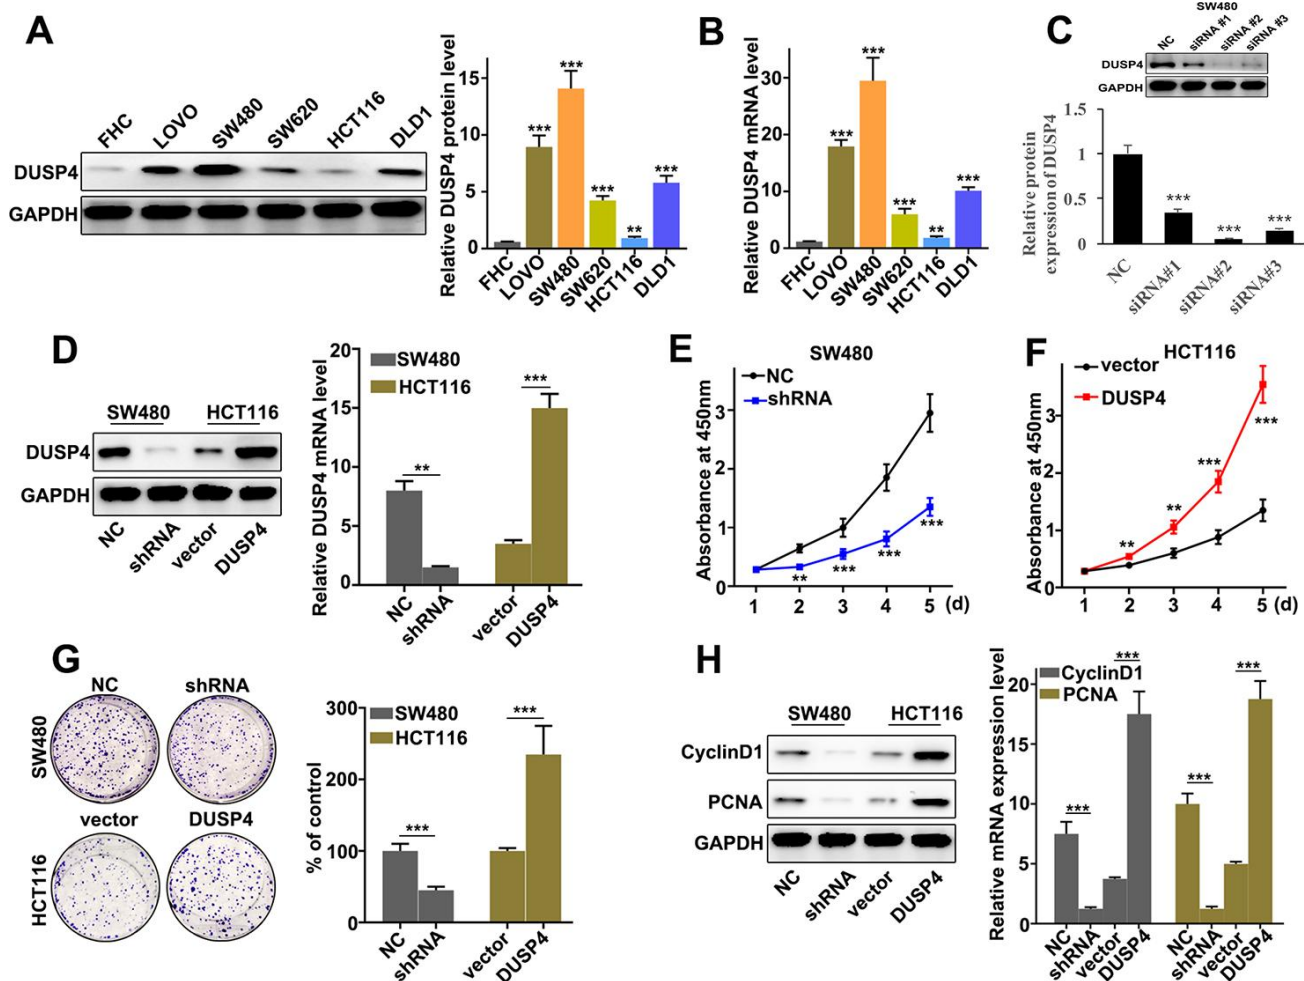 A
FHC LOVO SW480 SW620 HCT116 DLD1
DUSP4
GAPDH
Relative DUSP4 protein level
15
10
5
0
*** *** *** ** ***
FHC LOVO SW480 SW620 HCT116 DLD1
B
Relative DUSP4 mRNA level
30
20
10
0
*** *** *** ** ***
FHC LOVO SW480 SW620 HCT116 DLD1
C
SW480
NC siRNA #1 siRNA #2 siRNA #3
DUSP4
GAPDH
Relative protein
expression of DUSP4
1.5
1
0.5
0
*** *** ***
NC siRNA#1 siRNA#2 siRNA#3
D
SW480 HCT116
DUSP4
GAPDH
NC shRNA vector DUSP4
Relative DUSP4 mRNA level
20
15
10
5
0
SW480
HCT116
** ***
NC shRNA vector DUSP4
E
SW480
NC
shRNA
Absorbance at 450nm
3
2
1
0
** *** *** ***
1 2 3 4 5 (d)
F
HCT116
vector
DUSP4
Absorbance at 450nm
3
2
1
0
** ** *** ***
1 2 3 4 5 (d)
G
NC shRNA
SW480
vector DUSP4
HCT116
% of control
300
200
100
0
SW480
HCT116
*** ***
NC shRNA vector DUSP4
H
SW480 HCT116
CyclinD1
PCNA
GAPDH
NC shRNA vector DUSP4
Relative mRNA expression level
20
15
10
5
0
CyclinD1
PCNA
*** *** *** ***
NC shRNA vector DUSP4 NC shRNA vector DUSP4